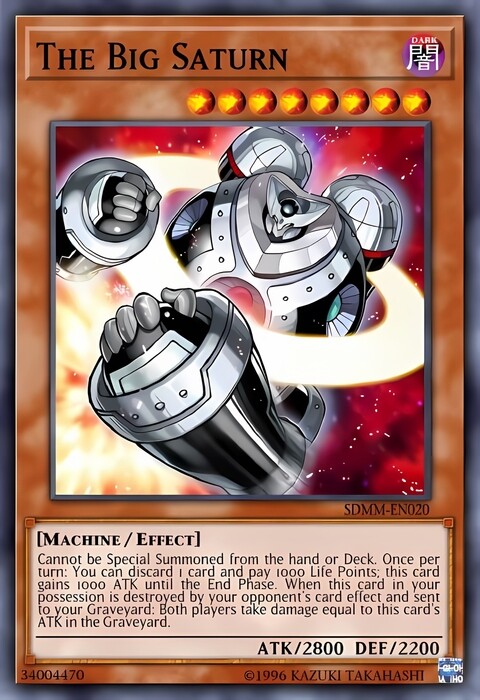 The Big Saturn
DARK
闇
SDMM-EN020
[Machine / Effect]
Cannot be Special Summoned from the hand or Deck. Once per
turn: You can discard 1 card and pay 1000 Life Points; this card
gains 1000 ATK until the End Phase. When this card in your
possession is destroyed by your opponent's card effect and sent
to your Graveyard: Both players take damage equal to this card's
ATK in the Graveyard.
ATK/2800 DEF/2200
34004470
©1996 KAZUKI TAKAHASHI